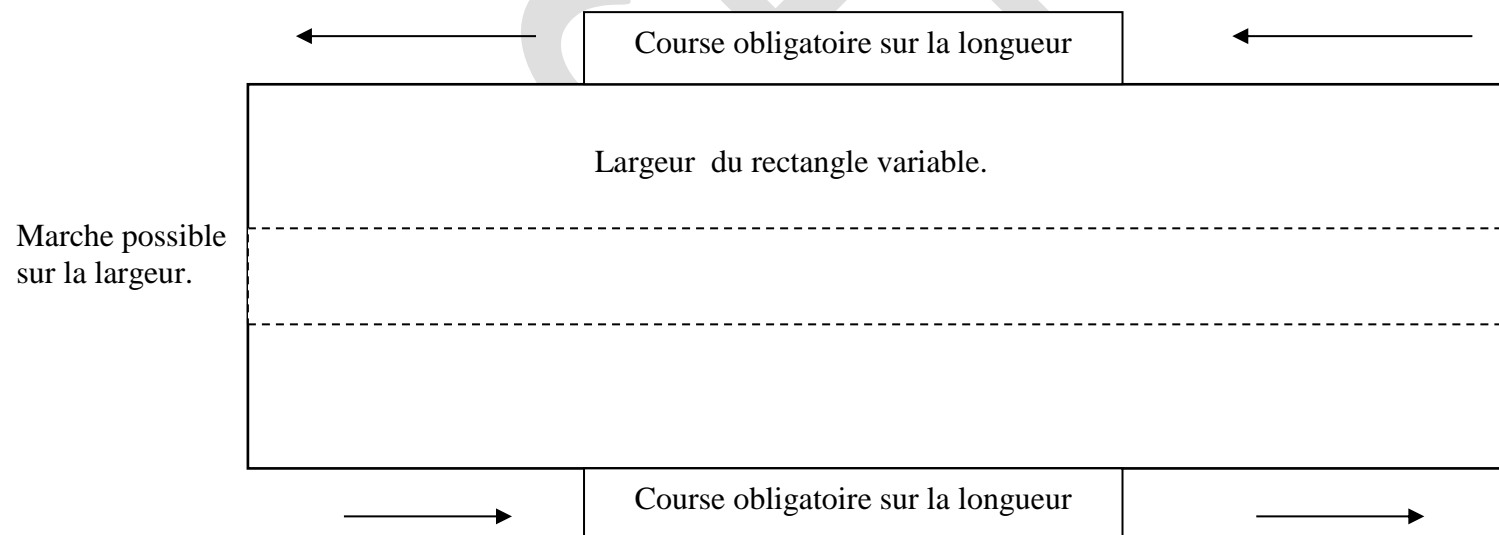 Course obligatoire sur la longueur
Largeur du rectangle variable.
Marche possible
sur la largeur.
Course obligatoire sur la longueur